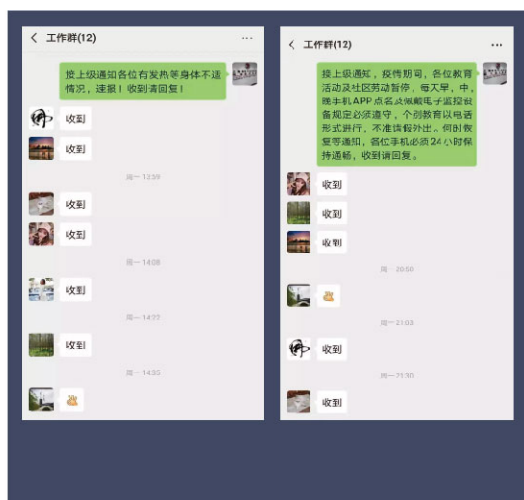 工作群(12)
接上级通知各位有发热等身体不适
情况，速报！收到请回复！
收到
收到
周一 12:59
收到
收到
周一 14:08
收到
周一 14:22
收到
周一 14:35
工作群(12)
接上级通知，疫情期间，各位教育
活动及社区劳动暂停，每天早、中、
晚手机APP点名及佩戴电子监控设
备规定必须遵守，个别教育以电话
形式进行，不准请假外出。何时恢
复等通知，各位手机必须24小时保
持通畅，收到请回复。
收到
收到
收到
周一 20:50
周一 21:03
收到
周一 21:30
收到